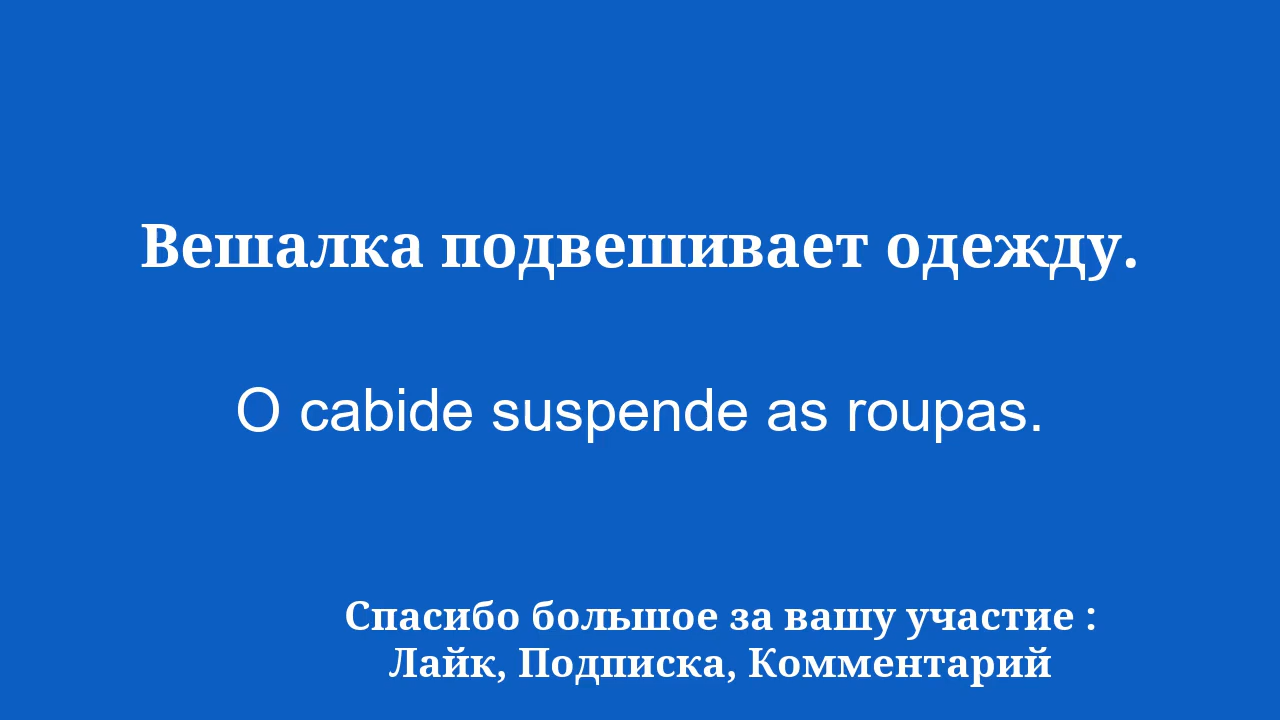 Вешалка подвешивает одежду.
O cabide suspende as roupas.
Спасибо большое за вашу участие :
Лайк, Подписка, Комментарий